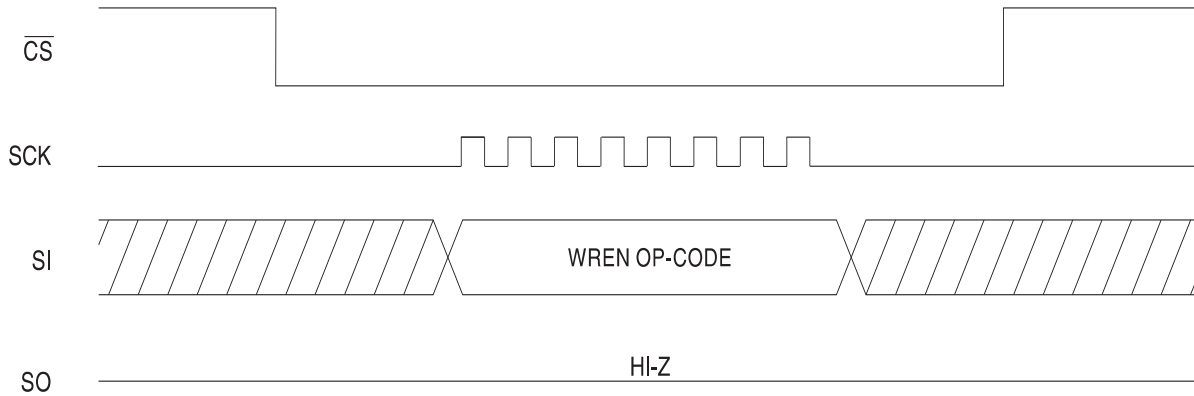 CS
SCK
SI
WREN OP-CODE
HI-Z
SO